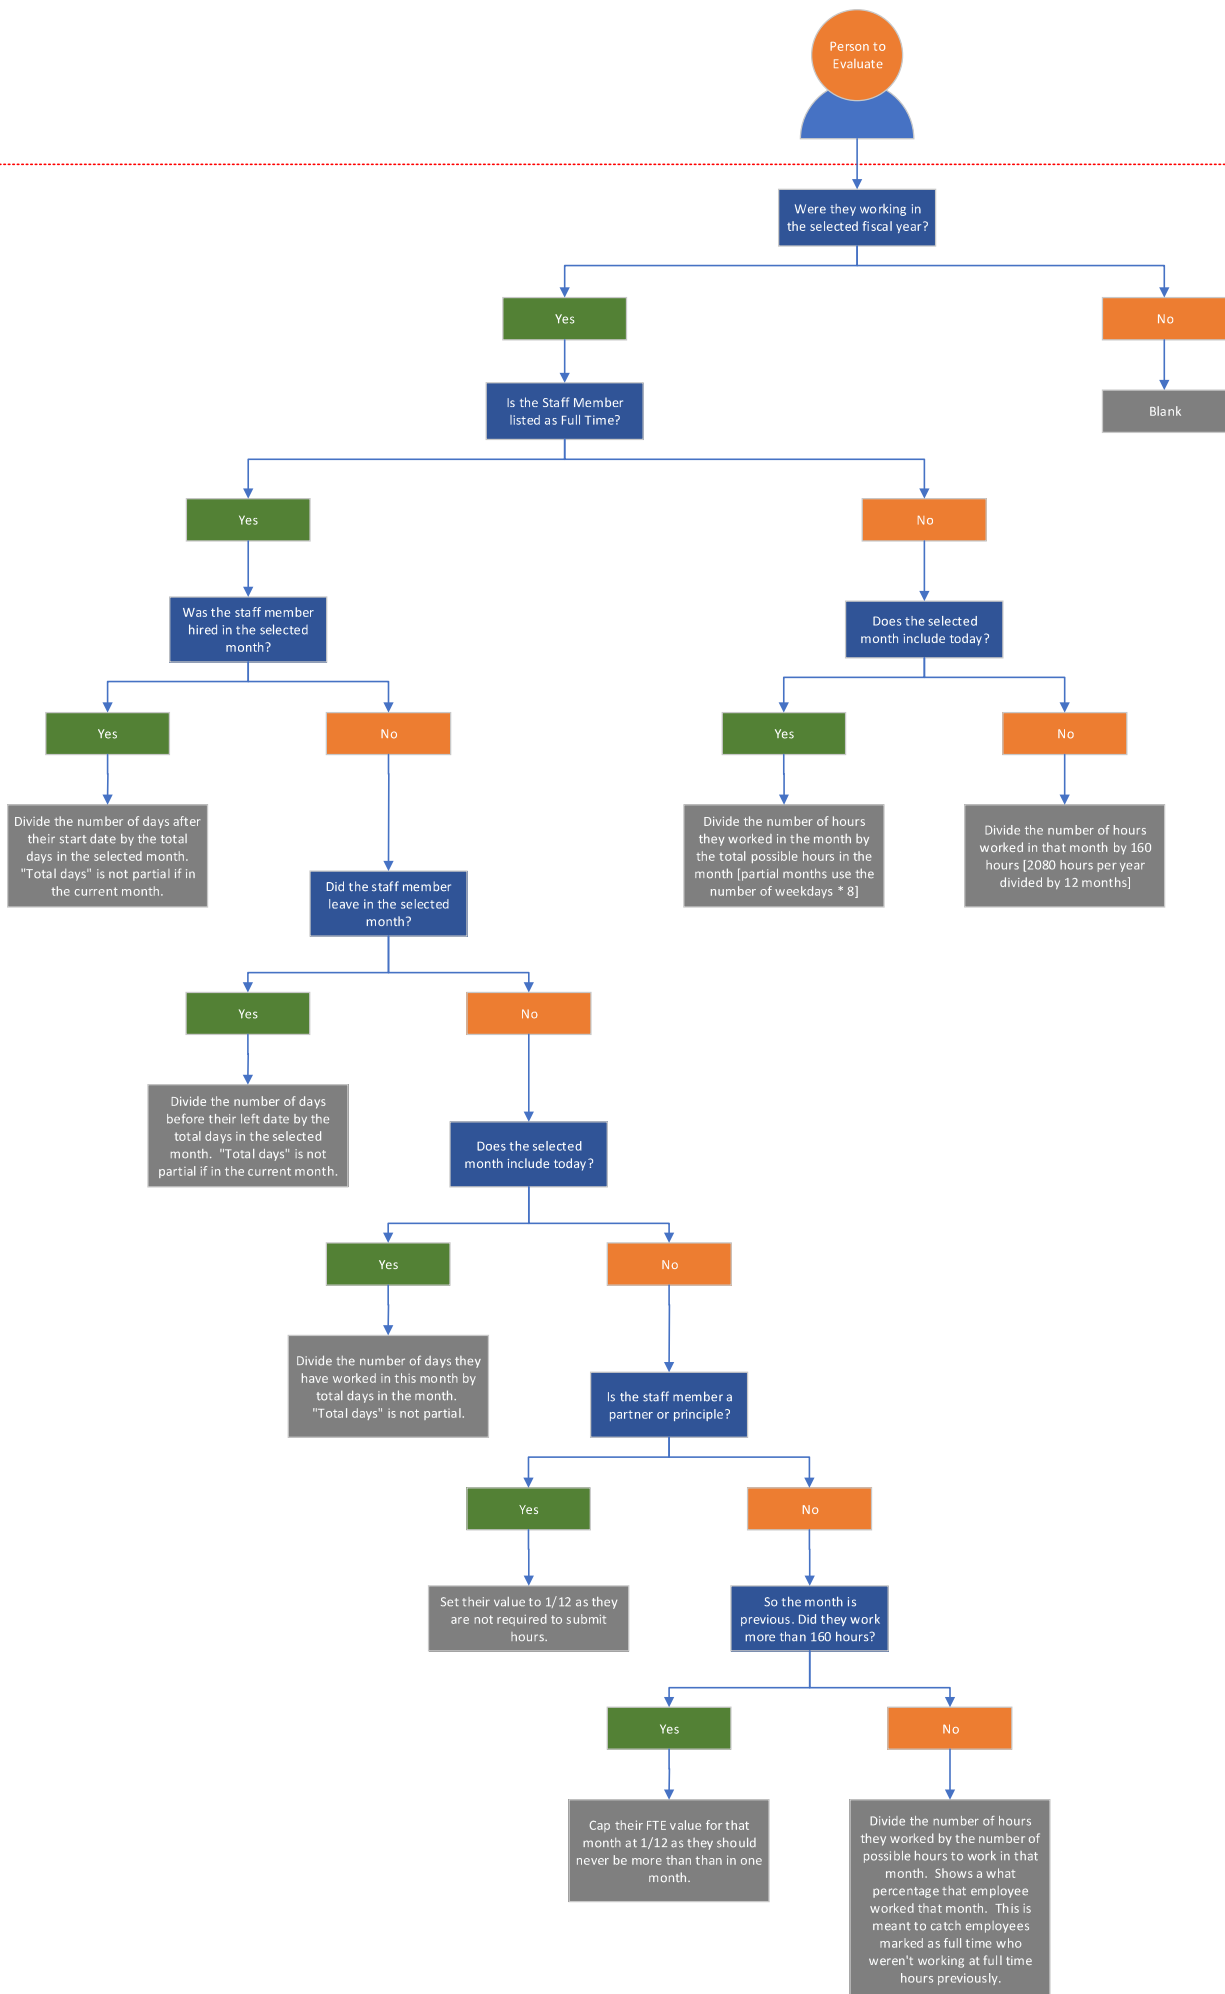 Person to
Evaluate
Were they working in
the selected fiscal year?
Yes
No
Is the Staff Member
listed as Full Time?
Blank
Yes
No
Was the staff member
hired in the selected
month?
Does the selected
month include today?
Yes
No
Yes
No
Divide the number of days after
their start date by the total
days in the selected month.
"Total days" is not partial if in
the current month.
Divide the number of hours
they worked in the month by
the total possible hours in the
month [partial months use the
number of weekdays * 8]
Divide the number of hours
worked in that month by 160
hours [2080 hours per year
divided by 12 months]
Did the staff member
leave in the selected
month?
Yes
No
Divide the number of days
before their left date by the
total days in the selected
month.  "Total days" is not
partial if in the current month.
Does the selected
month include today?
Yes
No
Divide the number of days they
have worked in this month by
total days in the month.
"Total days" is not partial.
Is the staff member a
partner or principle?
Yes
No
Set their value to 1/12 as they
are not required to submit
hours.
So the month is
previous. Did they work
more than 160 hours?
Yes
No
Cap their FTE value for that
month at 1/12 as they should
never be more than than in one
month.
Divide the number of hours
they worked by the number of
possible hours to work in that
month.  Shows a what
percentage that employee
worked that month.  This is
meant to catch employees
marked as full time who
weren't working at full time
hours previously.